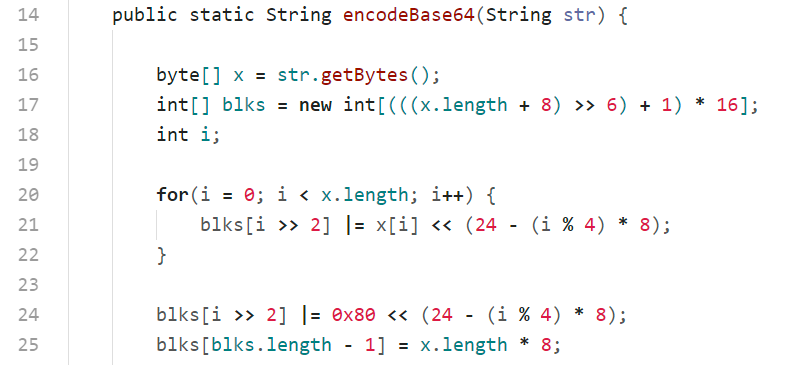 14 public static String encodeBase64(String str) {
15
16 byte[] x = str.getBytes();
17 int[] blks = new int[(((x.length + 8) >> 6) + 1) * 16];
18 int i;
19
20 for(i = 0; i < x.length; i++) {
21 blks[i >> 2] |= x[i] << (24 - (i % 4) * 8);
22 }
23
24 blks[i >> 2] |= 0x80 << (24 - (i % 4) * 8);
25 blks[blks.length - 1] = x.length * 8;